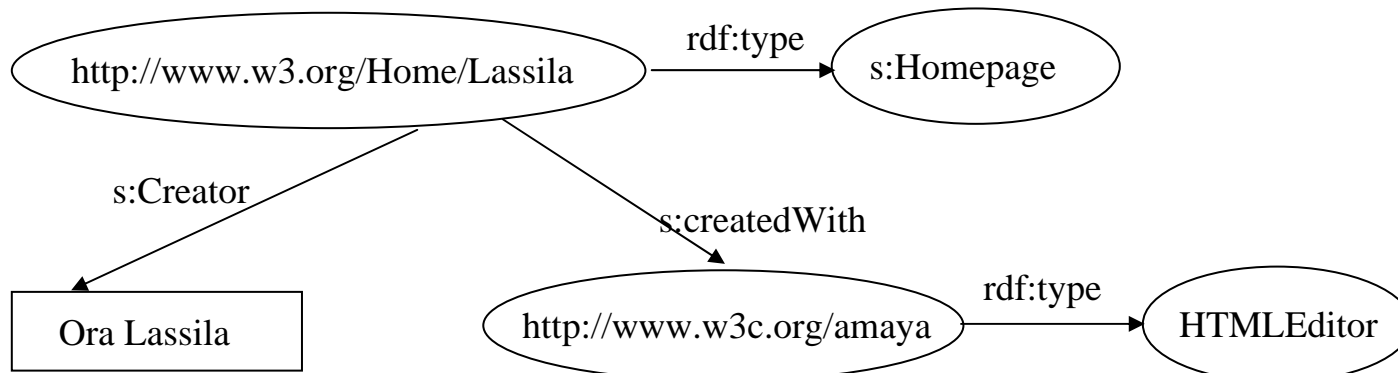 rdf:type
http://www.w3.org/Home/Lassila
s:Homepage
s:Creator
s:createdWith
rdf:type
Ora Lassila
http://www.w3c.org/amaya
HTMLEditor